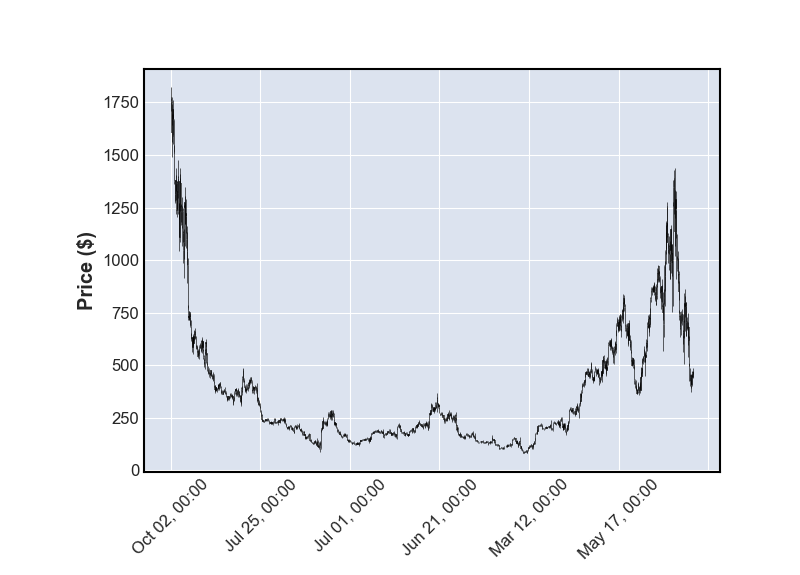 Price ($)
1750
1500
1250
1000
750
500
250
0
Oct 02, 00:00
Jul 25, 00:00
Jul 01, 00:00
Jun 21, 00:00
Mar 12, 00:00
May 17, 00:00